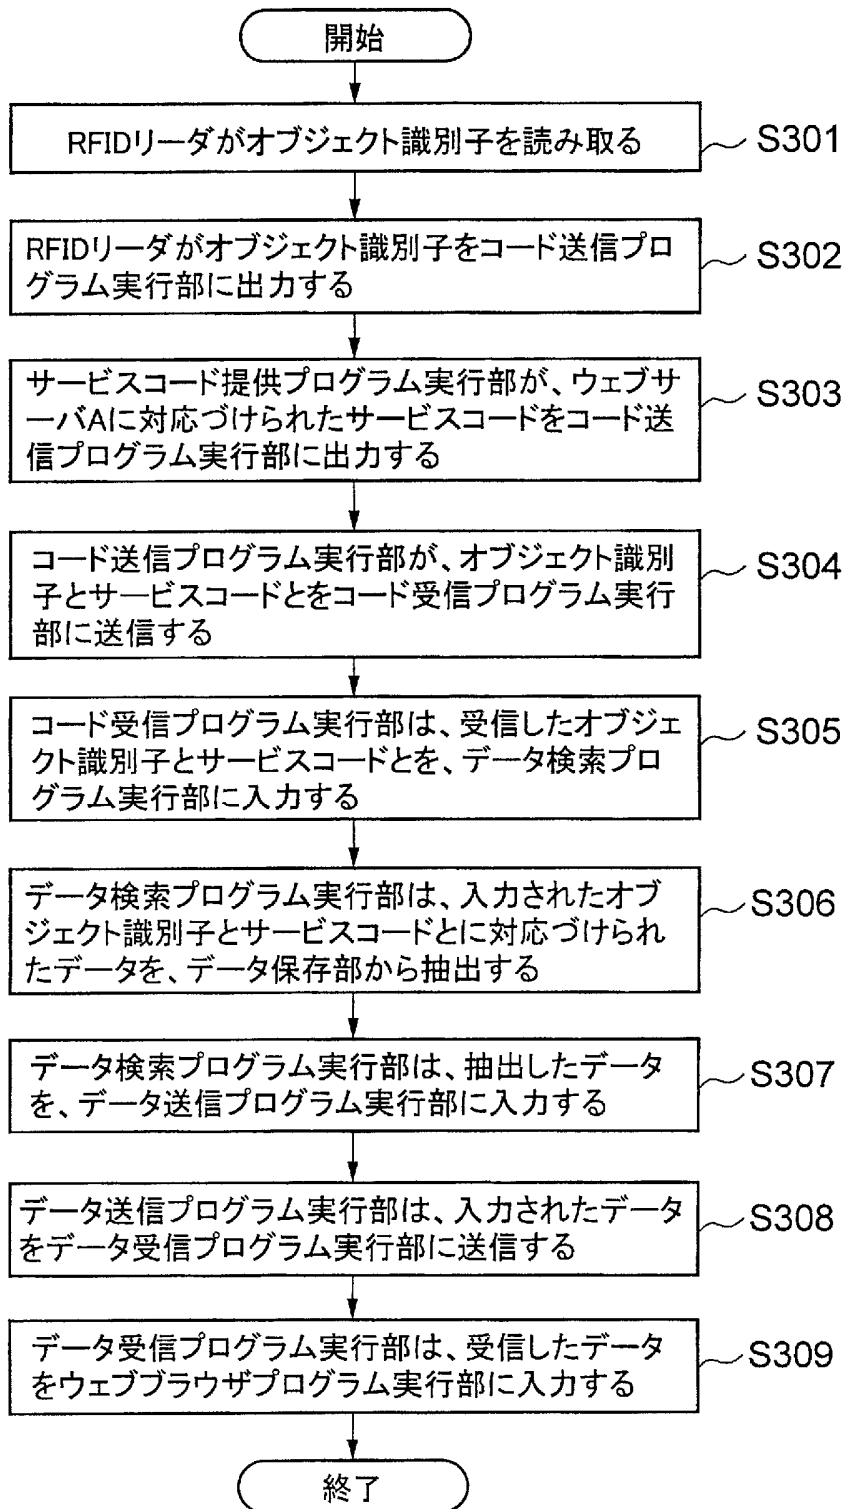 開始
RFIDリーダがオブジェクト識別子を読み取る
S301
RFIDリーダがオブジェクト識別子をコード送信プロ
グラム実行部に出力する
S302
サービスコード提供プログラム実行部が、ウェブサ
ーバAに対応づけられたサービスコードをコード送
信プログラム実行部に出力する
S303
コード送信プログラム実行部が、オブジェクト識別
子とサービスコードとをコード受信プログラム実行
部に送信する
S304
コード受信プログラム実行部は、受信したオブジェ
クト識別子とサービスコードとを、データ検索プロ
グラム実行部に入力する
S305
データ検索プログラム実行部は、入力されたオブ
ジェクト識別子とサービスコードとに対応づけられ
たデータを、データ保存部から抽出する
S306
データ検索プログラム実行部は、抽出したデータ
を、データ送信プログラム実行部に入力する
S307
データ送信プログラム実行部は、入力されたデータ
をデータ受信プログラム実行部に送信する
S308
データ受信プログラム実行部は、受信したデータ
をウェブブラウザプログラム実行部に入力する
S309
終了